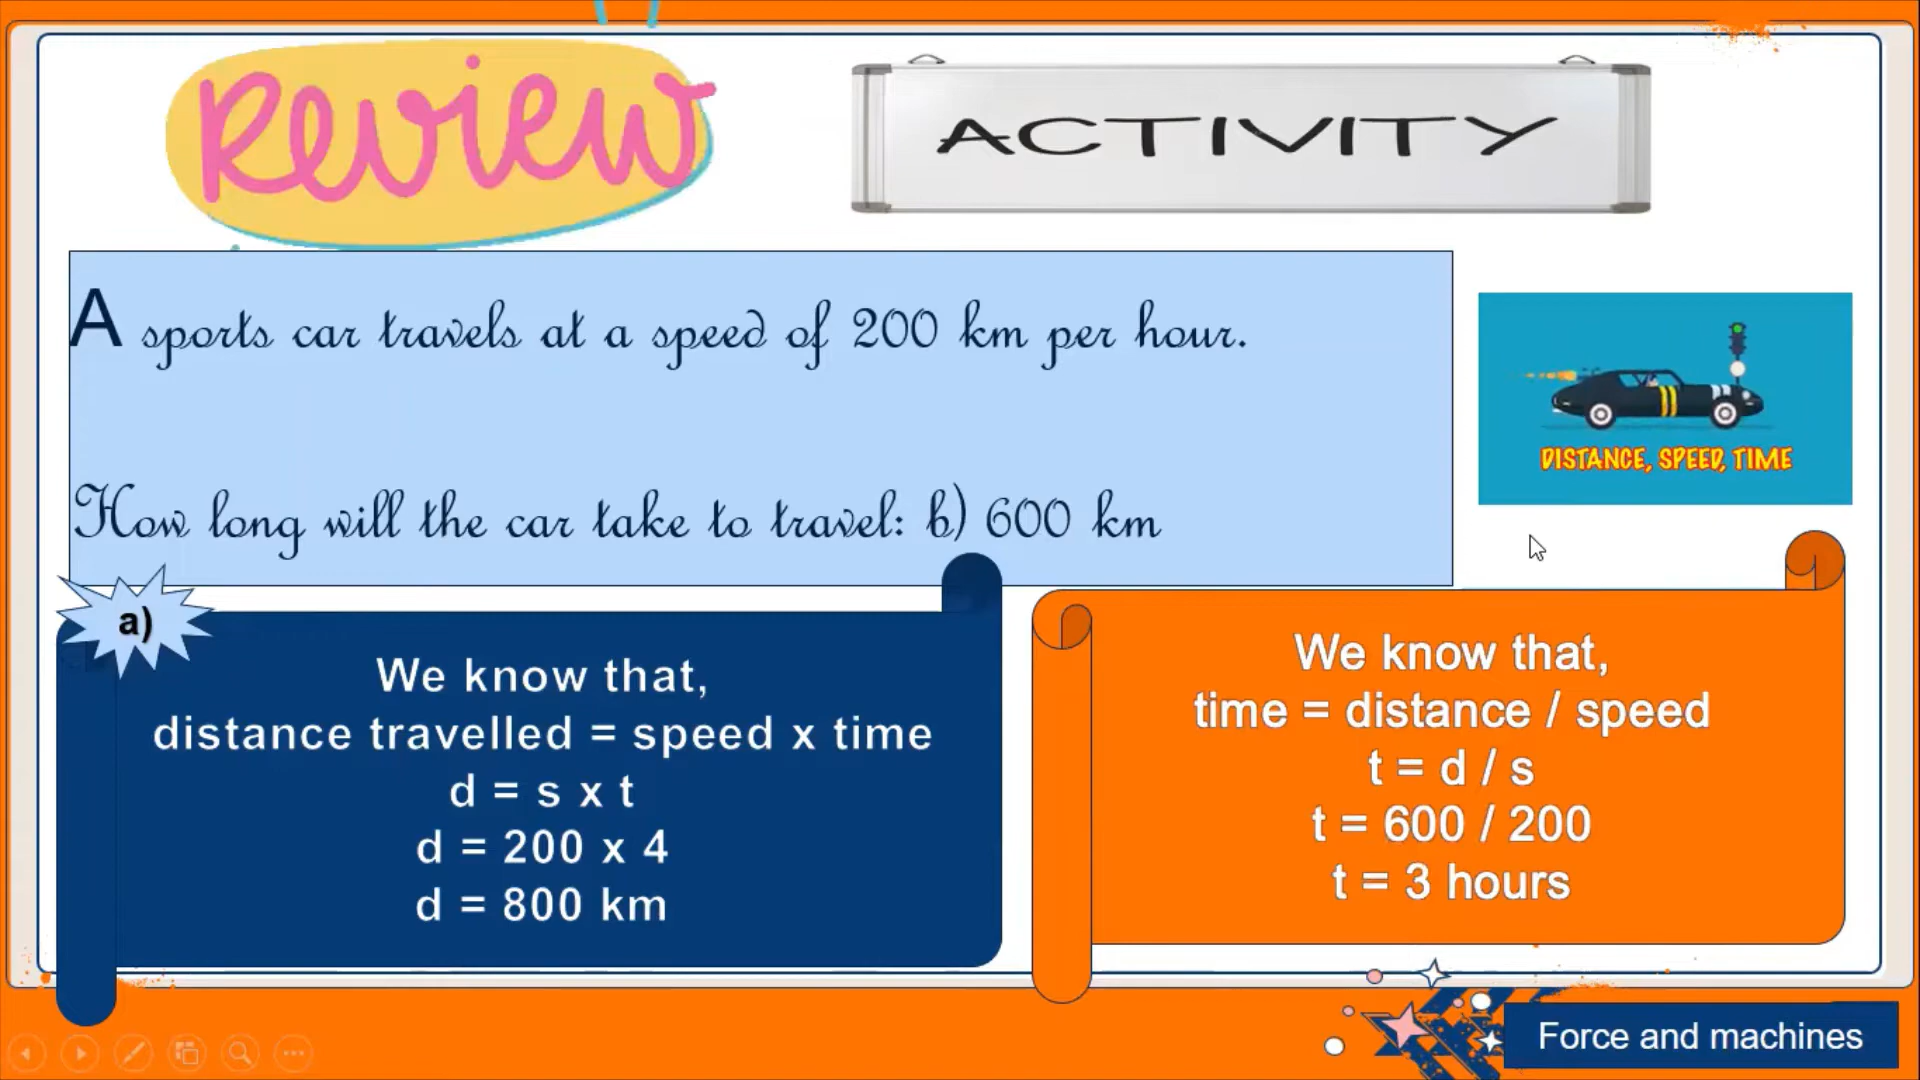 Review
ACTIVITY
A sports car travels at a speed of 200 km per hour.
How long will the car take to travel: b) 600 km
DISTANCE, SPEED, TIME
a)
We know that,
distance travelled = speed x time
d = s x t
d = 200 x 4
d = 800 km
We know that,
time = distance / speed
t = d / s
t = 600 / 200
t = 3 hours
Force and machines